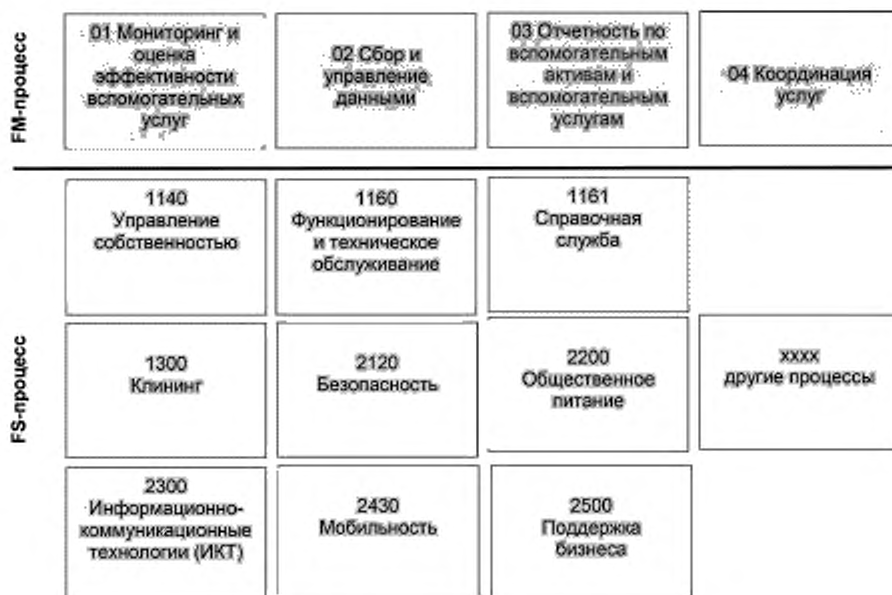 FM-процесс
01 Мониторинг и
оценка
эффективности
вспомогательных
услуг
02 Сбор и
управление
данными
03 Отчетность по
вспомогательным
активам и
вспомогательным
услугам
04 Координация
услуг
FS-процесс
1140
Управление
собственностью
1160
Функционирование
и техническое
обслуживание
1161
Справочная
служба
1300
Клининг
2120
Безопасность
2200
Общественное
питание
xxxx
другие процессы
2300
Информационно-
коммуникационные
технологии (ИКТ)
2430
Мобильность
2500
Поддержка
бизнеса